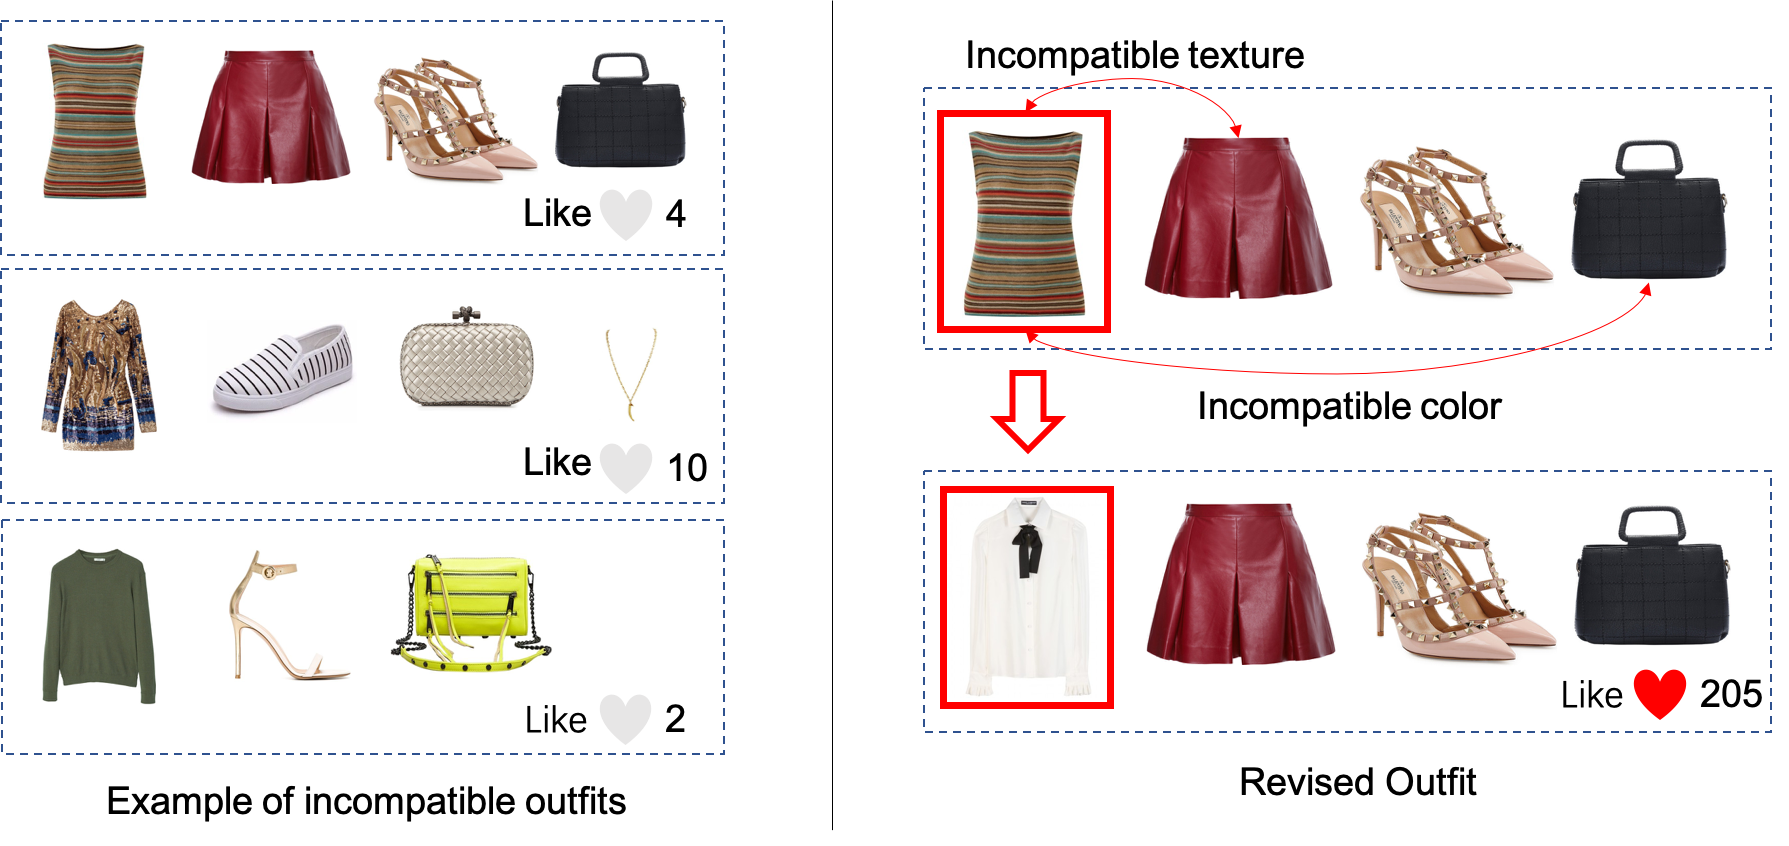 Like 4
Like 10
Like 2
Example of incompatible outfits
Incompatible texture
Incompatible color
Like 205
Revised Outfit